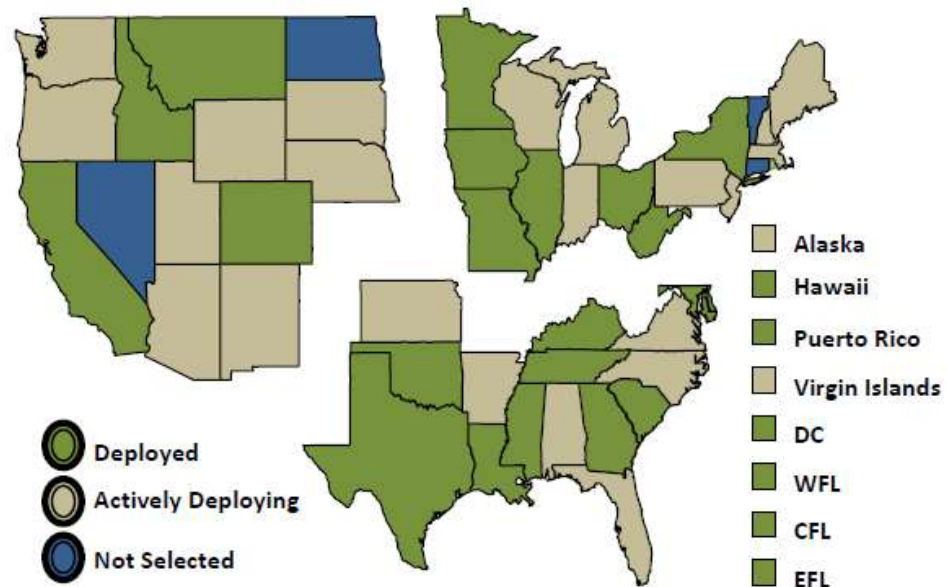 Alaska
Hawaii
Puerto Rico
Virgin Islands
DC
WFL
CFL
EFL
Deployed
Actively Deploying
Not Selected